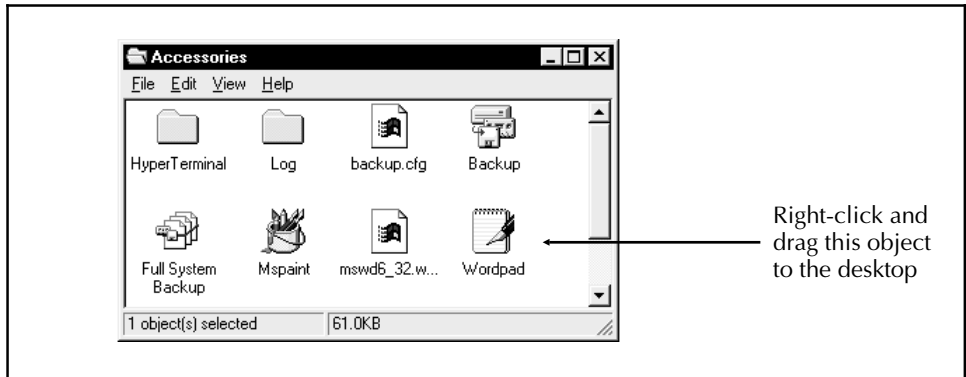 Accessories
File Edit View Help
HyperTerminal Log backup.cfg Backup
Full System
Backup
Mspaint mswd6_32.w... Wordpad
Right-click and
drag this object
to the desktop
1 object(s) selected 61.0KB